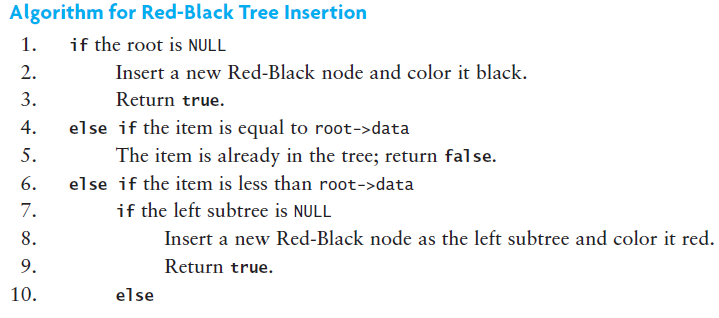 Algorithm for Red-Black Tree Insertion
1. if the root is NULL
2. Insert a new Red-Black node and color it black.
3. Return true.
4. else if the item is equal to root->data
5. The item is already in the tree; return false.
6. else if the item is less than root->data
7. if the left subtree is NULL
8. Insert a new Red-Black node as the left subtree and color it red.
9. Return true.
10. else